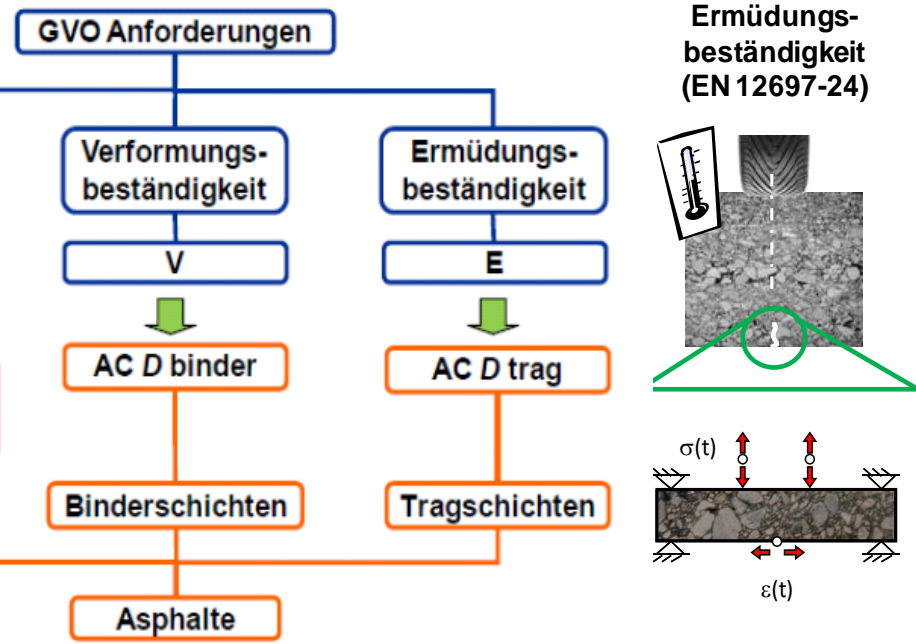 GVO Anforderungen
Verformungs-
beständigkeit
V
AC D binder
Binderschichten
Ermüdungs-
beständigkeit
E
AC D trag
Tragschichten
Asphalte
Ermüdungs-
beständigkeit
(EN 12697-24)
σ(t)
ε(t)